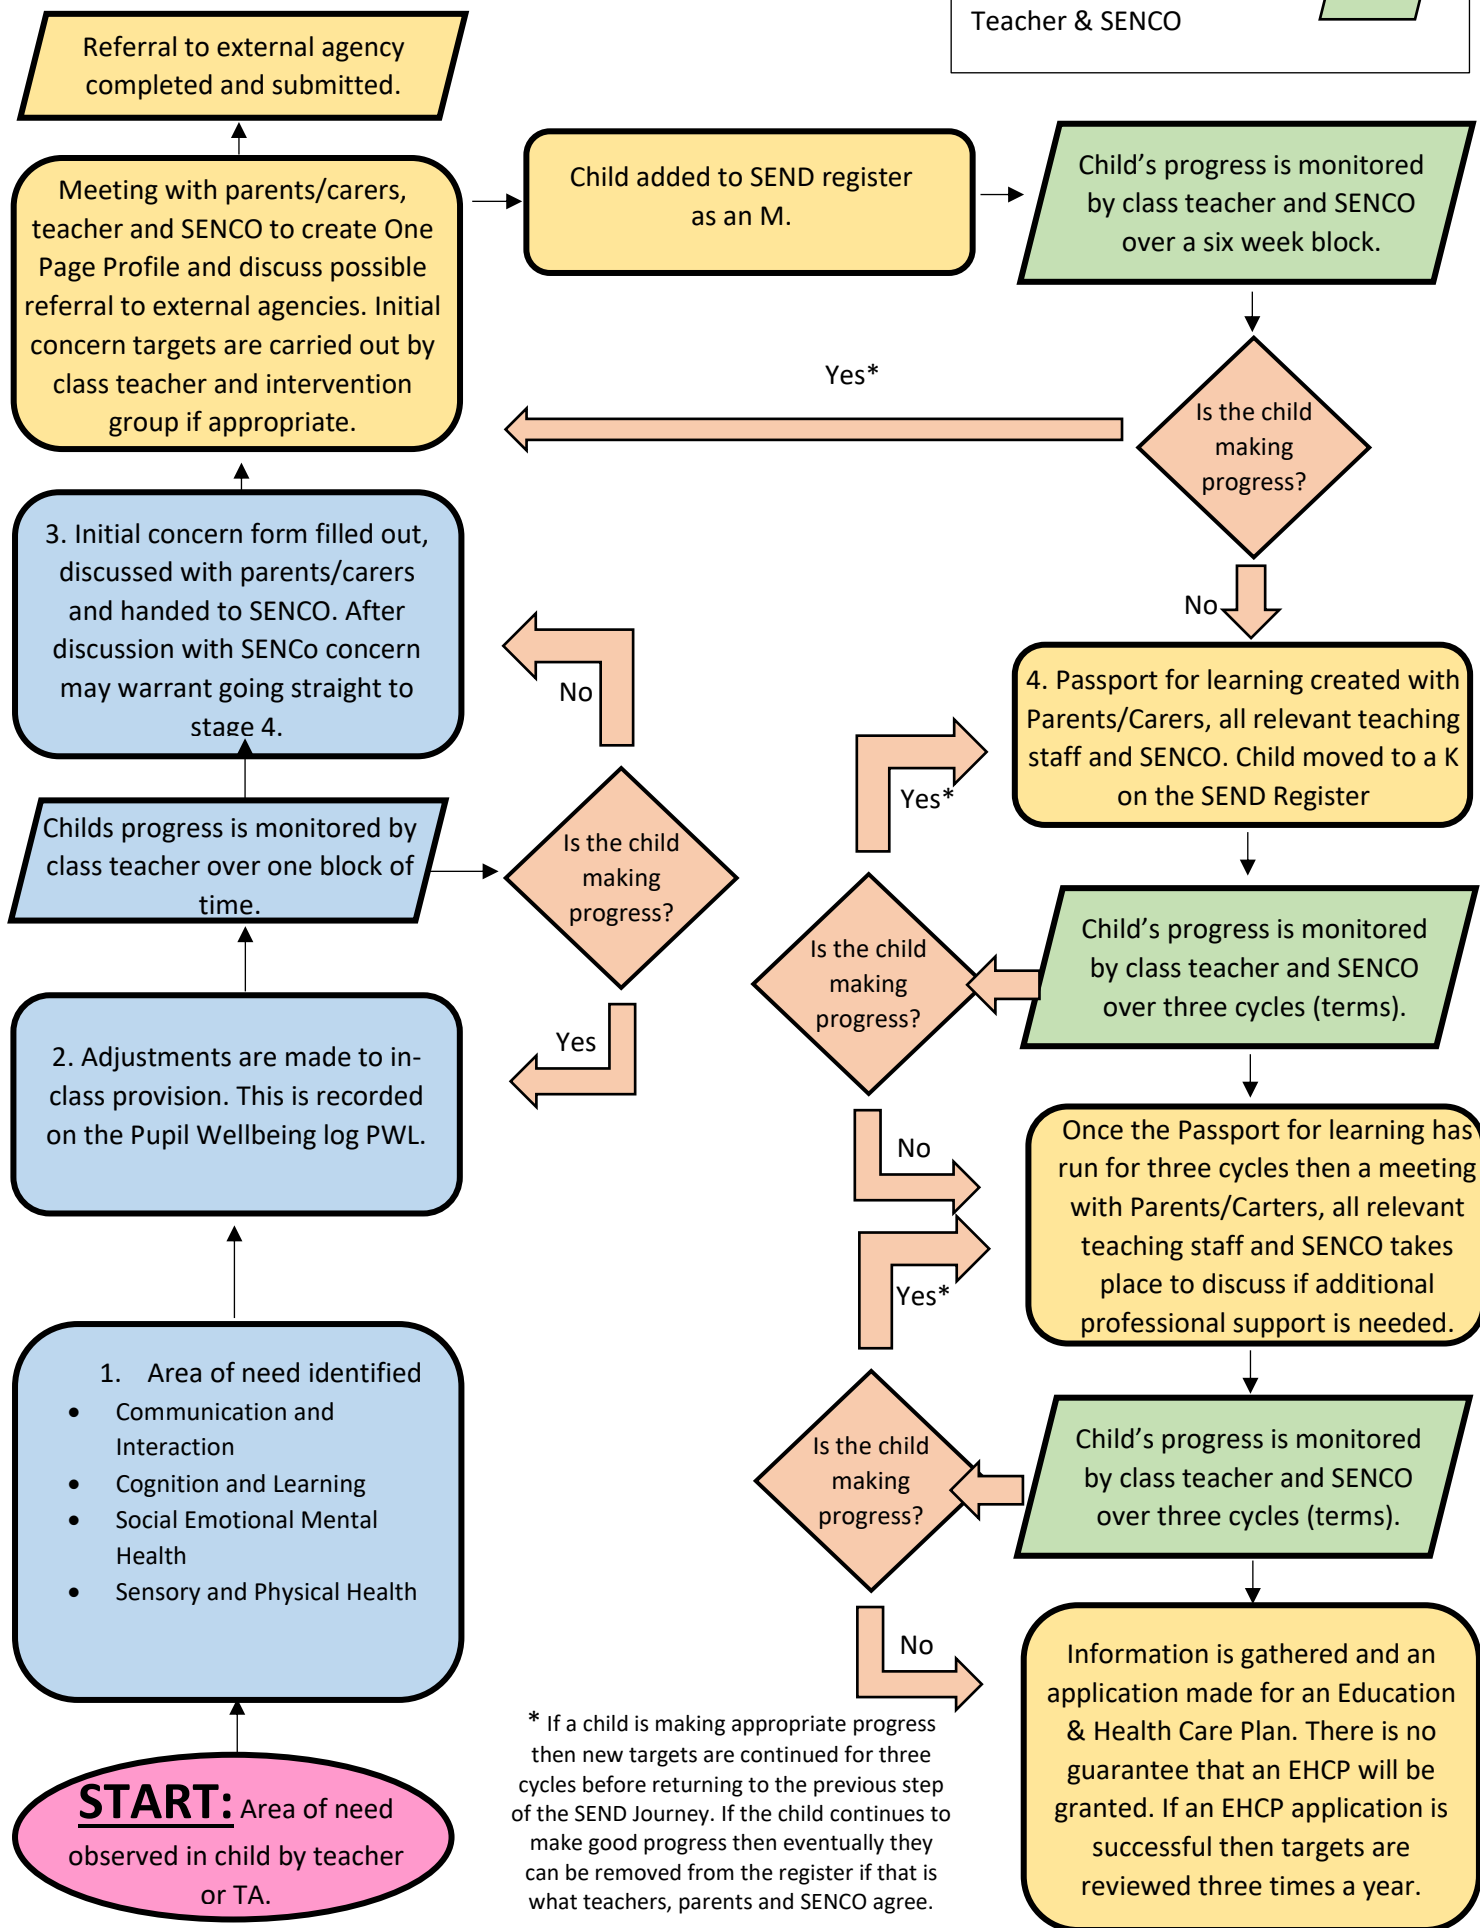 Teacher & SENCO
Referral to external agency
completed and submitted.
Meeting with parents/carers,
teacher and SENCO to create One
Page Profile and discuss possible
referral to external agencies. Initial
concern targets are carried out by
class teacher and intervention
group if appropriate.
Child added to SEND register
as an M.
Child’s progress is monitored
by class teacher and SENCO
over a six week block.
Yes*
Is the child
making
progress?
No
3. Initial concern form filled out,
discussed with parents/carers
and handed to SENCO. After
discussion with SENCo concern
may warrant going straight to
stage 4.
No
Childs progress is monitored by
class teacher over one block of
time.
Is the child
making
progress?
Yes
2. Adjustments are made to in-
class provision. This is recorded
on the Pupil Wellbeing log PWL.
1. Area of need identified
• Communication and
Interaction
• Cognition and Learning
• Social Emotional Mental
Health
• Sensory and Physical Health
START: Area of need
observed in child by teacher
or TA.
4. Passport for learning created with
Parents/Carers, all relevant teaching
staff and SENCO. Child moved to a K
on the SEND Register
Yes*
Is the child
making
progress?
Child’s progress is monitored
by class teacher and SENCO
over three cycles (terms).
No
Once the Passport for learning has
run for three cycles then a meeting
with Parents/Carters, all relevant
teaching staff and SENCO takes
place to discuss if additional
professional support is needed.
Yes*
Is the child
making
progress?
Child’s progress is monitored
by class teacher and SENCO
over three cycles (terms).
No
Information is gathered and an
application made for an Education
& Health Care Plan. There is no
guarantee that an EHCP will be
granted. If an EHCP application is
successful then targets are
reviewed three times a year.
* If a child is making appropriate progress
then new targets are continued for three
cycles before returning to the previous step
of the SEND Journey. If the child continues to
make good progress then eventually they
can be removed from the register if that is
what teachers, parents and SENCO agree.